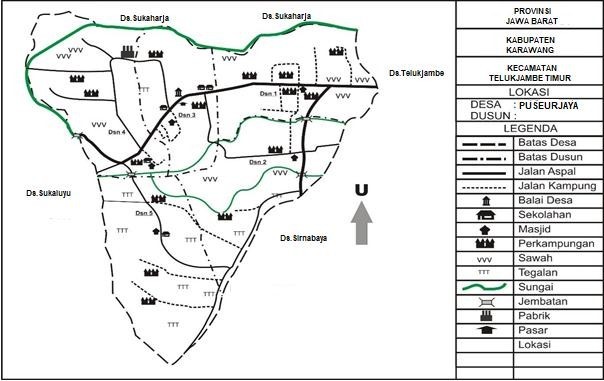 Ds.Sukaharja
Ds.Sukaharja
Ds.Telukjambe
Dsn 1
Dsn 3
Dsn 4
Dsn 2
Ds.Sukaluyu
Dsn 5
Ds.Sirnabaya
U
VVV
VVV
VVV
VVV
VVV
VVV
VVV
VVV
VVV
TTT
TTT
TTT
TTT
TTT
TTT
TTT
TTT
PROVINSI
JAWA BARAT
KABUPATEN
KARAWANG
KECAMATAN
TELUKJAMBE TIMUR
LOKASI
DESA : PUSEURJAYA
DUSUN :
LEGENDA
Batas Desa
Batas Dusun
Jalan Aspal
Jalan Kampung
Balai Desa
Sekolahan
Masjid
Perkampungan
VVV Sawah
TTT Tegalan
Sungai
Jembatan
Pabrik
Pasar
Lokasi